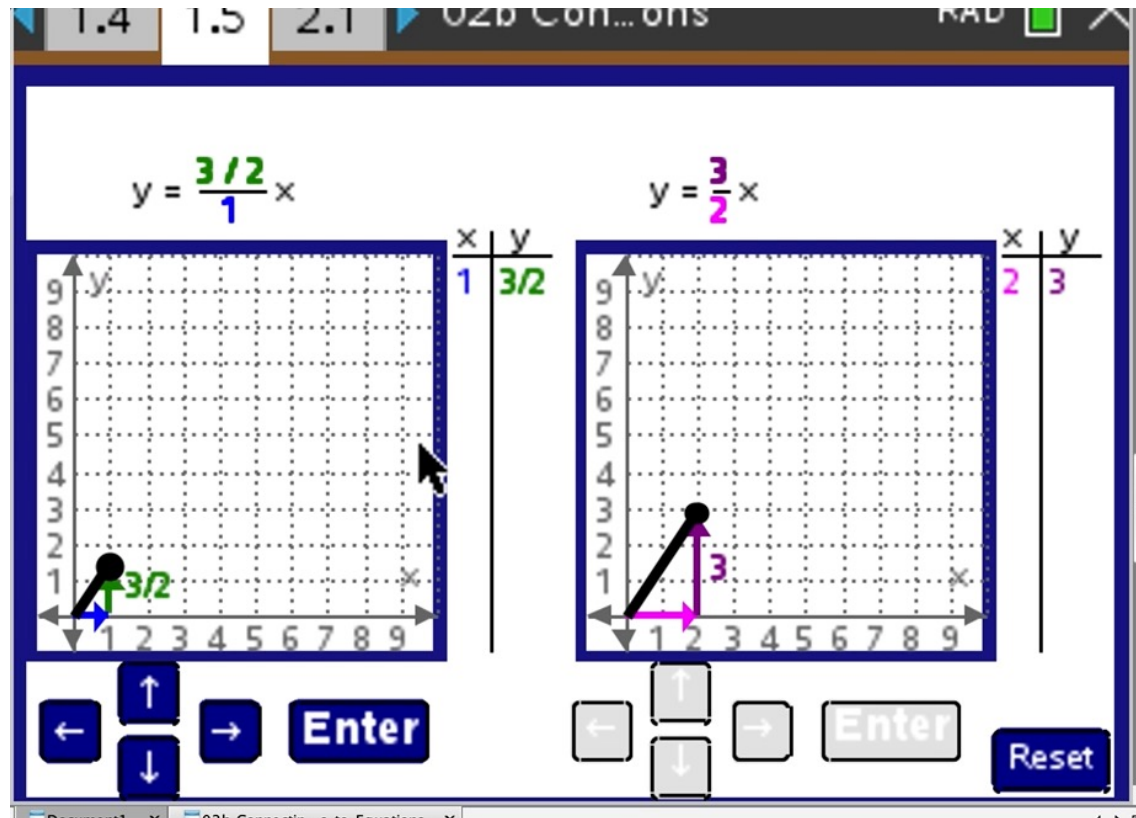 1.4 1.5 2.1 02b Con...ons RAD
y = 3/2 / 1 x
y = 3/2 x
x y
1 3/2
x y
2 3
y
9
8
7
6
5
4
3
2
1
3/2
x
1 2 3 4 5 6 7 8 9
y
9
8
7
6
5
4
3
2
1
3
x
1 2 3 4 5 6 7 8 9
← ↑ ↓ → Enter
← ↑ ↓ → Enter
Reset